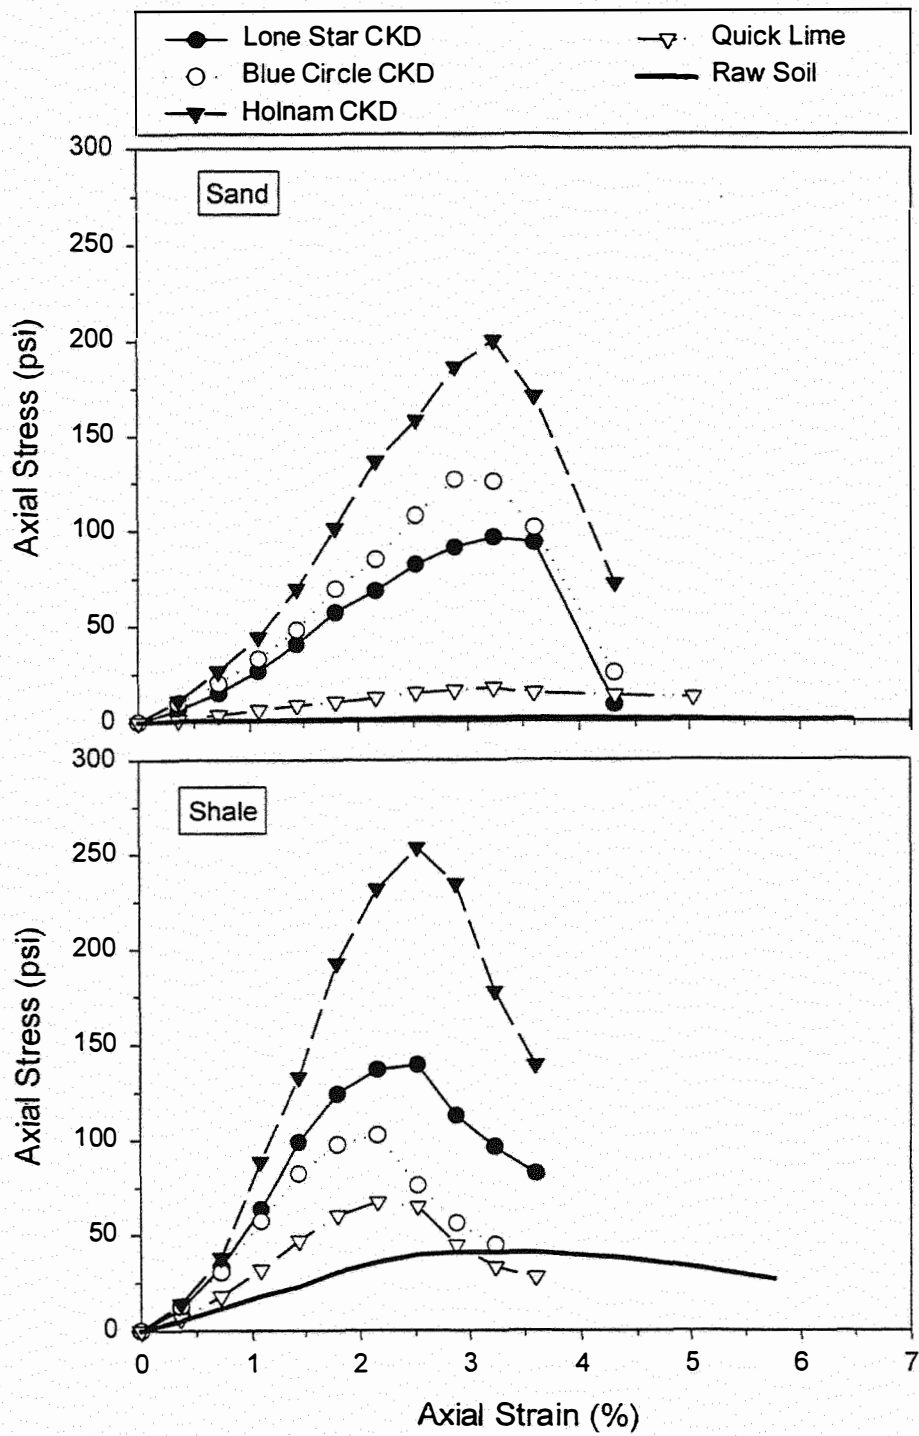 Lone Star CKD
Blue Circle CKD
Holnam CKD
Quick Lime
Raw Soil
300
Sand
250
200
150
100
50
0
Axial Stress (psi)
300
Shale
250
200
150
100
50
0
Axial Stress (psi)
0 1 2 3 4 5 6 7
Axial Strain (%)